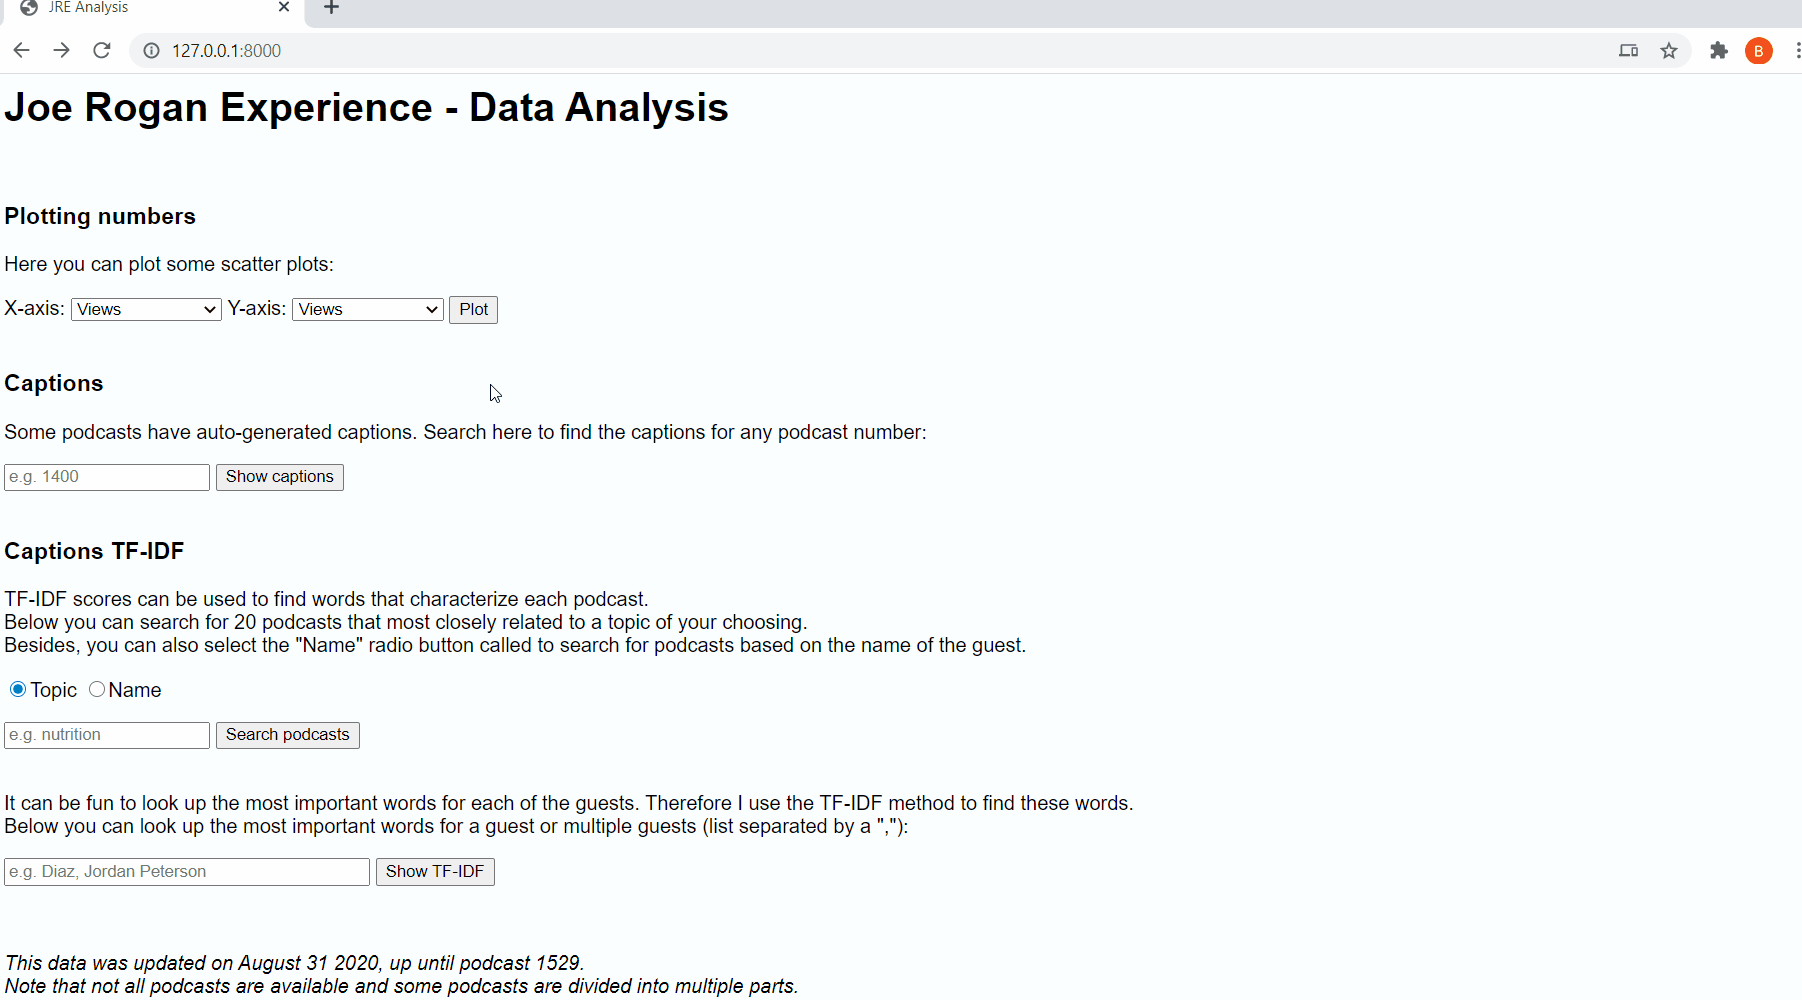 JRE Analysis
127.0.0.1:8000
B
Joe Rogan Experience - Data Analysis
Plotting numbers
Here you can plot some scatter plots:
X-axis: Views Y-axis: Views Plot
Captions
Some podcasts have auto-generated captions. Search here to find the captions for any podcast number:
e.g. 1400 Show captions
Captions TF-IDF
TF-IDF scores can be used to find words that characterize each podcast.
Below you can search for 20 podcasts that most closely related to a topic of your choosing.
Besides, you can also select the "Name" radio button called to search for podcasts based on the name of the guest.
Topic Name
e.g. nutrition Search podcasts
It can be fun to look up the most important words for each of the guests. Therefore I use the TF-IDF method to find these words.
Below you can look up the most important words for a guest or multiple guests (list separated by a ","):
e.g. Diaz, Jordan Peterson Show TF-IDF
This data was updated on August 31 2020, up until podcast 1529.
Note that not all podcasts are available and some podcasts are divided into multiple parts.